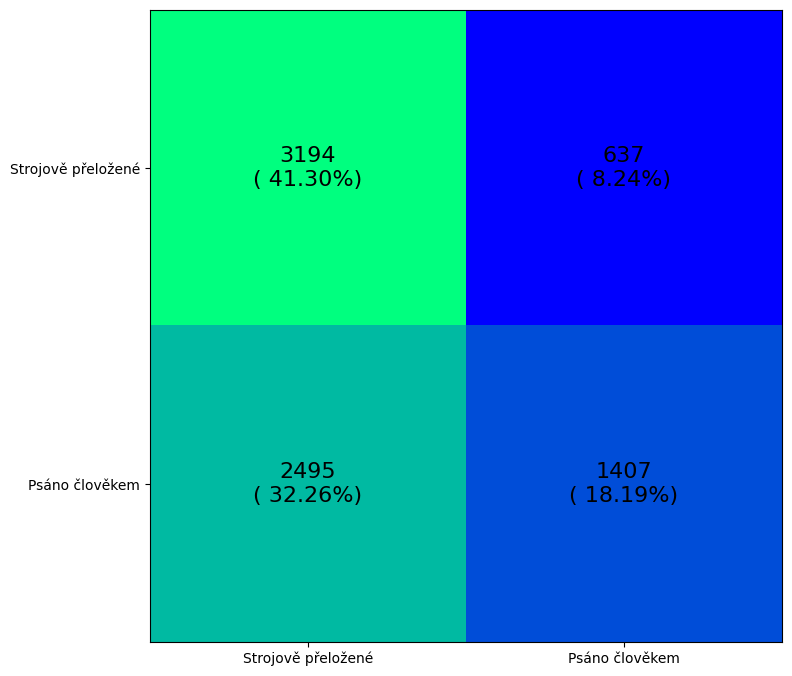 Strojově přeložené
3194
( 41.30%)
637
( 8.24%)
Psáno člověkem
2495
( 32.26%)
1407
( 18.19%)
Strojově přeložené
Psáno člověkem